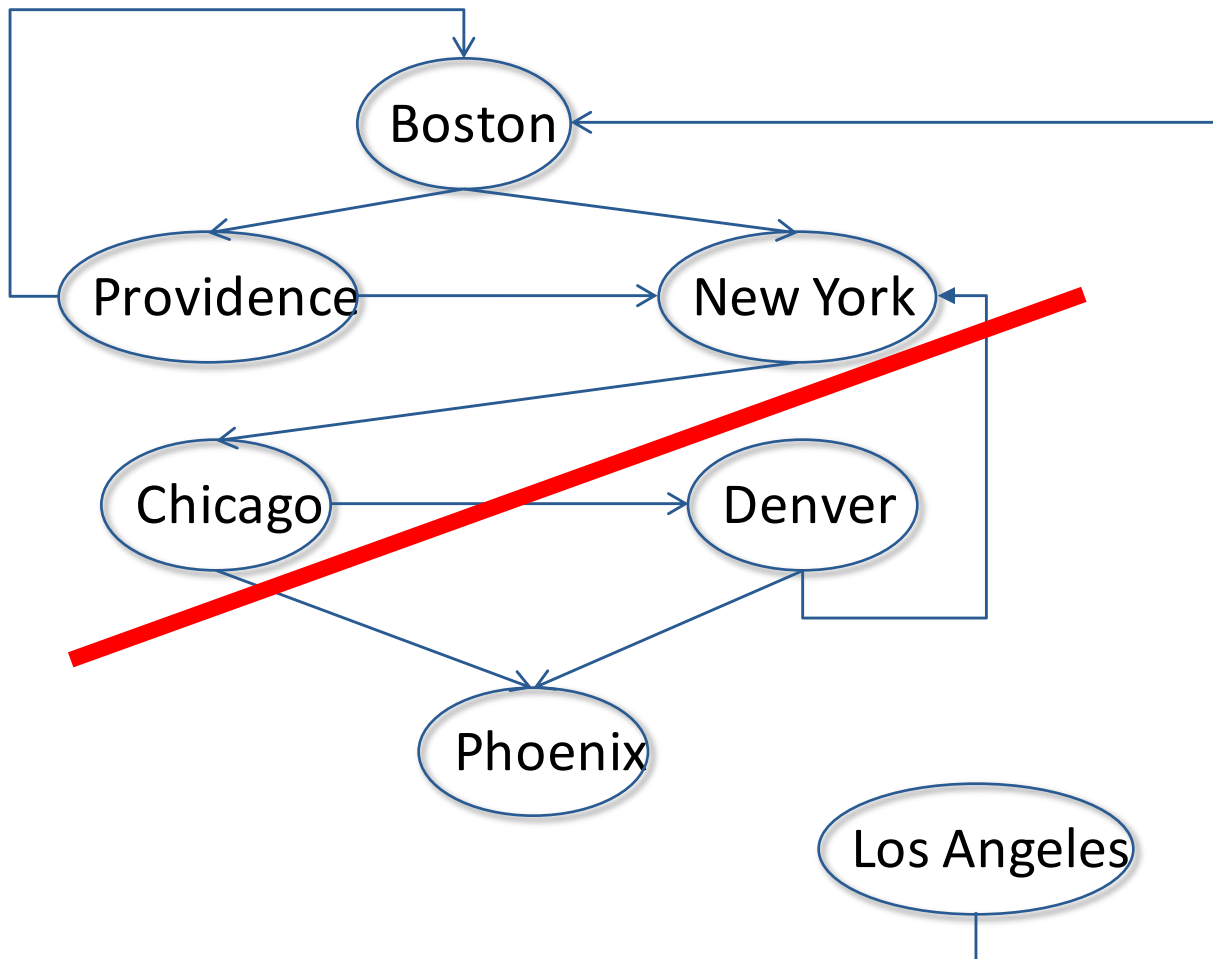 Boston
Providence
New York
Chicago
Denver
Phoenix
Los Angeles